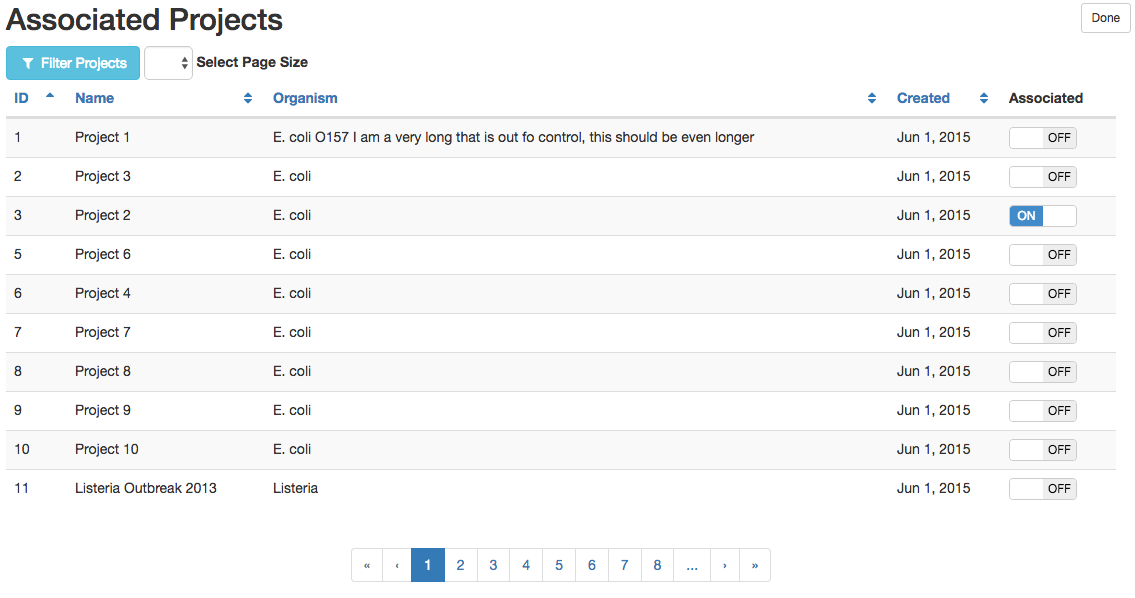 Associated Projects
Done
Filter Projects Select Page Size
ID Name Organism Created Associated
1 Project 1 E. coli O157 I am a very long that is out fo control, this should be even longer Jun 1, 2015 OFF
2 Project 3 E. coli Jun 1, 2015 OFF
3 Project 2 E. coli Jun 1, 2015 ON
5 Project 6 E. coli Jun 1, 2015 OFF
6 Project 4 E. coli Jun 1, 2015 OFF
7 Project 7 E. coli Jun 1, 2015 OFF
8 Project 8 E. coli Jun 1, 2015 OFF
9 Project 9 E. coli Jun 1, 2015 OFF
10 Project 10 E. coli Jun 1, 2015 OFF
11 Listeria Outbreak 2013 Listeria Jun 1, 2015 OFF
« ‹ 1 2 3 4 5 6 7 8 ... › »